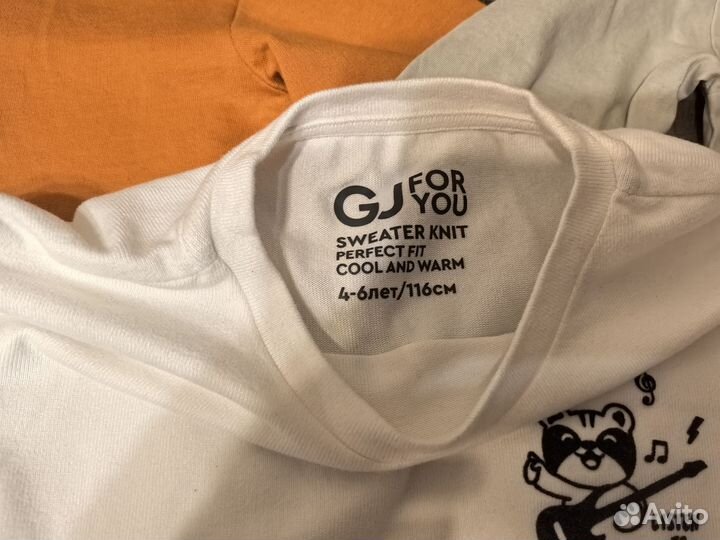 GJ FOR
YOU
SWEATER KNIT
PERFECT FIT
COOL AND WARM
4-6лет/116см
Avito